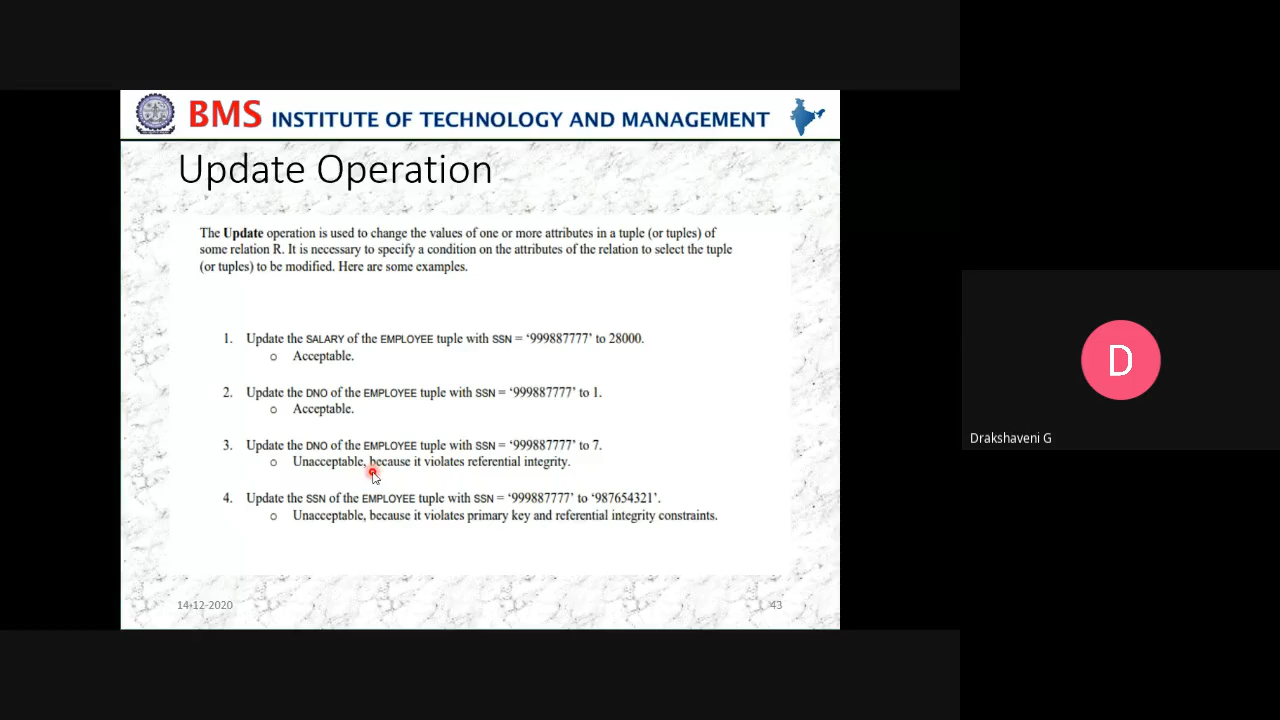 BMS INSTITUTE OF TECHNOLOGY AND MANAGEMENT
Update Operation
The Update operation is used to change the values of one or more attributes in a tuple (or tuples) of
some relation R. It is necessary to specify a condition on the attributes of the relation to select the tuple
(or tuples) to be modified. Here are some examples.
1. Update the SALARY of the EMPLOYEE tuple with SSN = ‘999887777’ to 28000.
o Acceptable.
2. Update the DNO of the EMPLOYEE tuple with SSN = ‘999887777’ to 1.
o Acceptable.
3. Update the DNO of the EMPLOYEE tuple with SSN = ‘999887777’ to 7.
o Unacceptable, because it violates referential integrity.
4. Update the SSN of the EMPLOYEE tuple with SSN = ‘999887777’ to ‘987654321’.
o Unacceptable, because it violates primary key and referential integrity constraints.
14-12-2020
43
D
Drakshaveni G